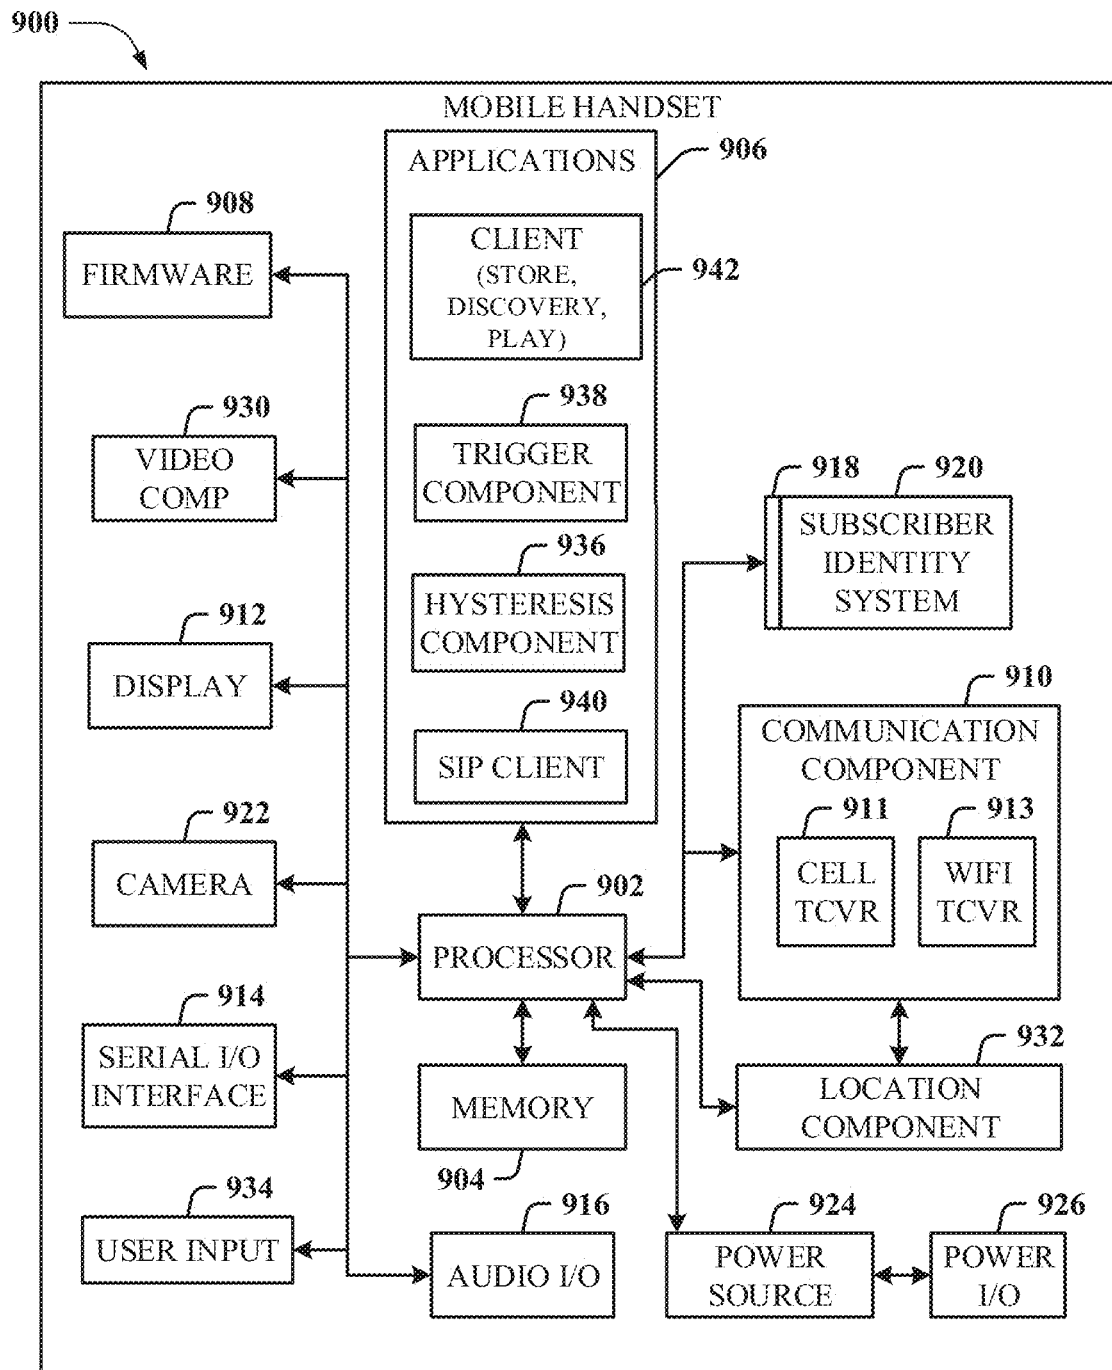 900
MOBILE HANDSET
APPLICATIONS
906
CLIENT
(STORE,
DISCOVERY,
PLAY)
942
908
FIRMWARE
938
TRIGGER
COMPONENT
930
VIDEO
COMP
918
920
SUBSCRIBER
IDENTITY
SYSTEM
936
HYSTERESIS
COMPONENT
912
DISPLAY
940
SIP CLIENT
910
COMMUNICATION
COMPONENT
911
CELL
TCVR
913
WIFI
TCVR
922
CAMERA
902
PROCESSOR
914
SERIAL I/O
INTERFACE
MEMORY
904
932
LOCATION
COMPONENT
934
USER INPUT
916
AUDIO I/O
924
POWER
SOURCE
926
POWER
I/O